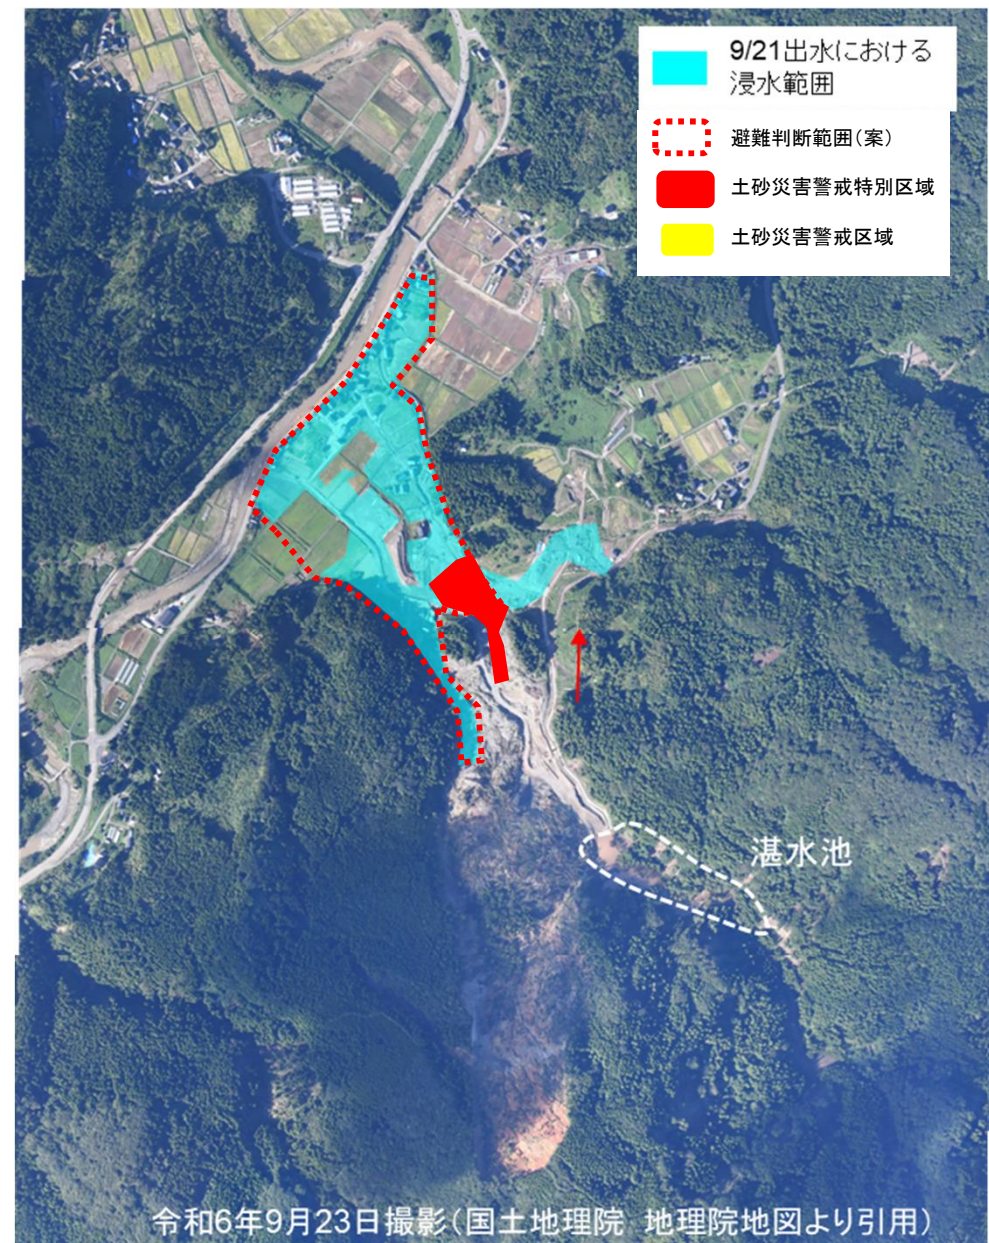 9/21出水における
浸水範囲
避難判断範囲(案)
土砂災害警戒特別区域
土砂災害警戒区域
湛水池
令和6年9月23日撮影(国土地理院　地理院地図より引用)